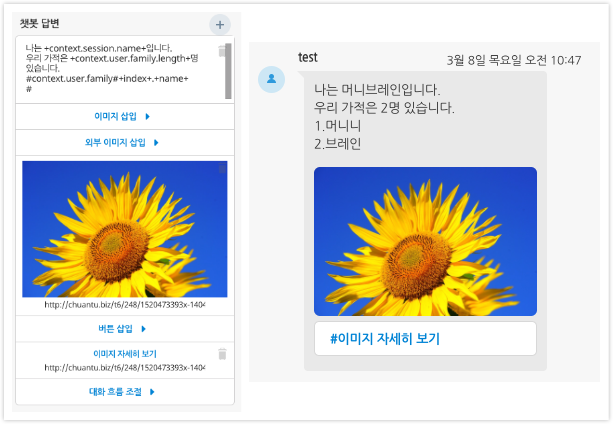 챗봇 답변
+
나는 +context.session.name+입니다.
우리 가적은 +context.user.family.length+명
있습니다.
#context.user.family#+index+.+name+
#
이미지 삽입
외부 이미지 삽입
http://chuantu.biz/t6/248/1520473393x-1404
버튼 삽입
이미지 자세히 보기
http://chuantu.biz/t6/248/1520473393x-1404
대화 흐름 조절
test
3월 8일 목요일 오전 10:47
나는 머니브레인입니다.
우리 가적은 2명 있습니다.
1.머니니
2.브레인
#이미지 자세히 보기